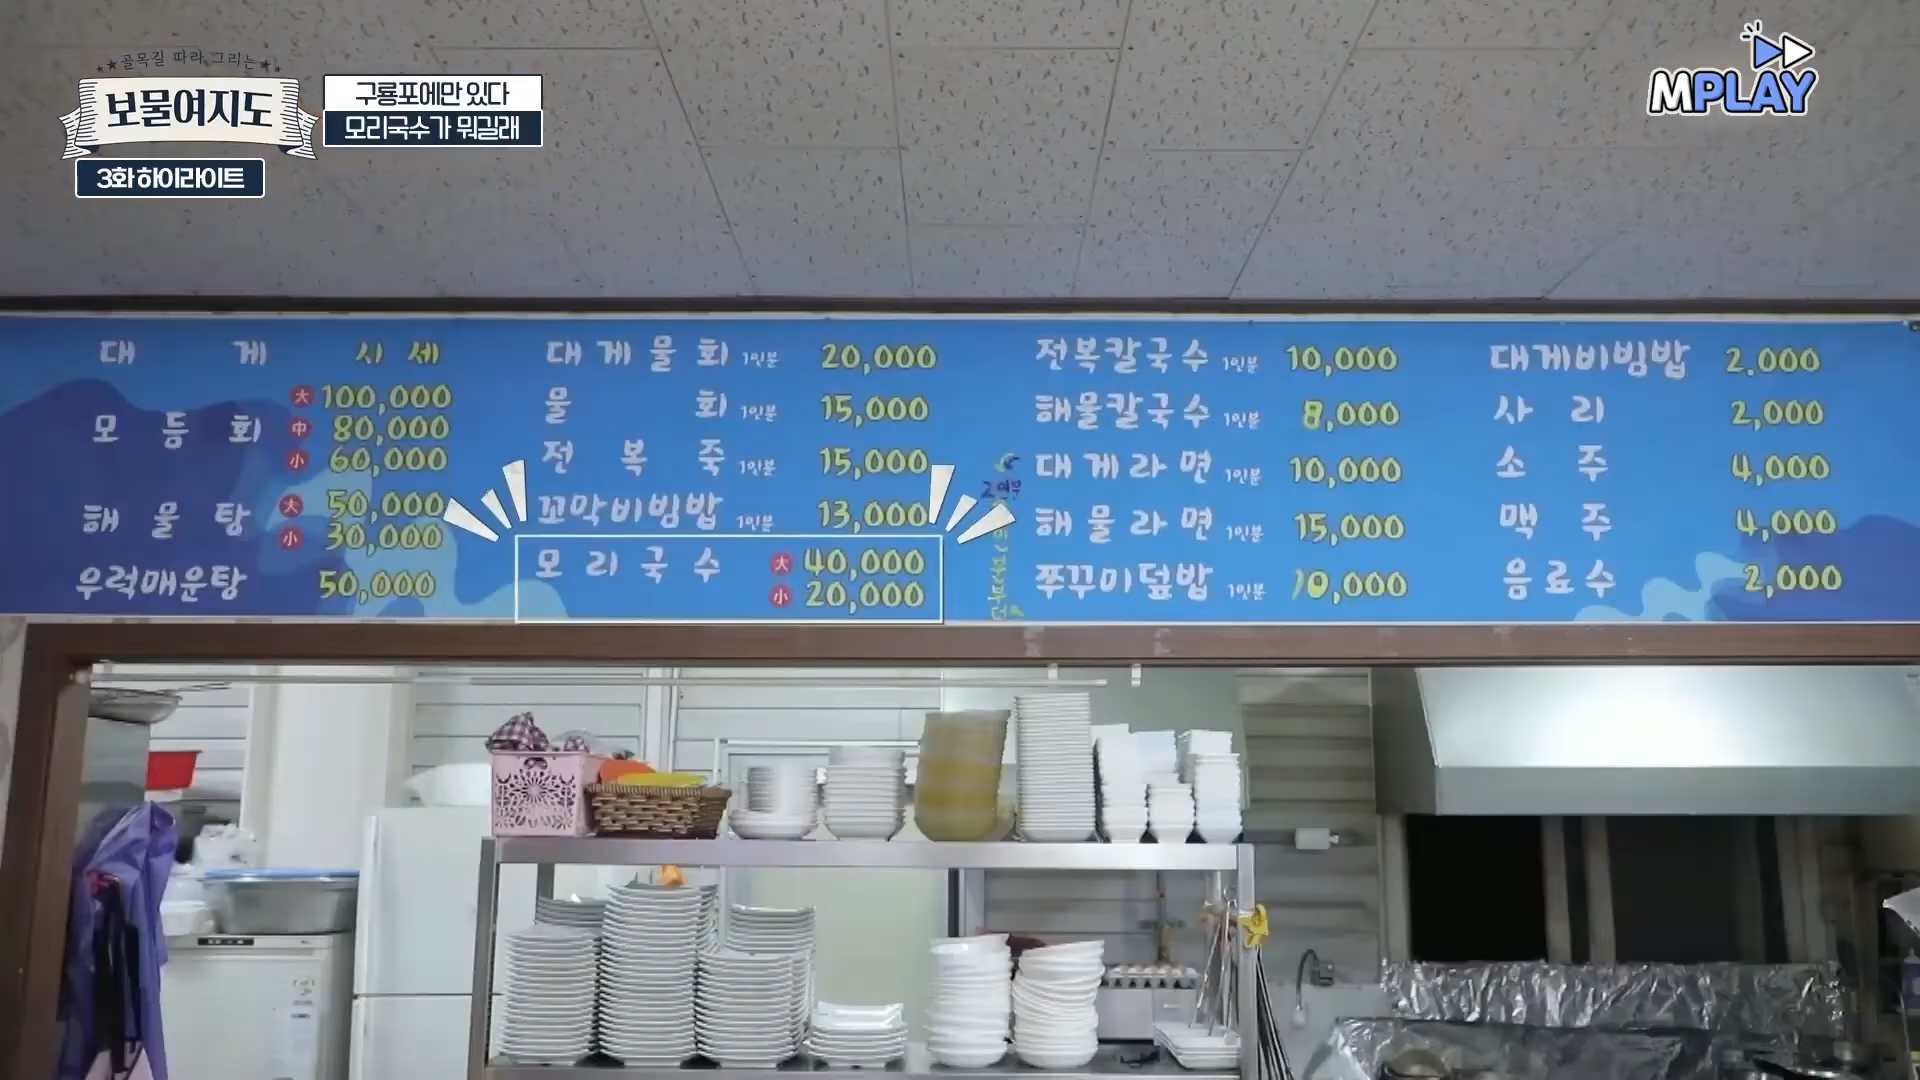 골목길 따라 그리는
보물여지도
3화 하이라이트
구룡포에만 있다
모리국수가 뭐길래
MPLAY
대게 시세
모듬회 大 100,000
中 80,000
小 60,000
해물탕 大 50,000
小 30,000
우럭매운탕 50,000
대게물회 1인분 20,000
물회 1인분 15,000
전복죽 1인분 15,000
꼬막비빔밥 1인분 13,000
모리국수 大 40,000
小 20,000
전복칼국수 1인분 10,000
해물칼국수 1인분 8,000
대게라면 1인분 10,000
해물라면 1인분 15,000
쭈꾸미덮밥 1인분 10,000
대게비빔밥 2.000
사리 2,000
소주 4,000
맥주 4,000
음료수 2,000